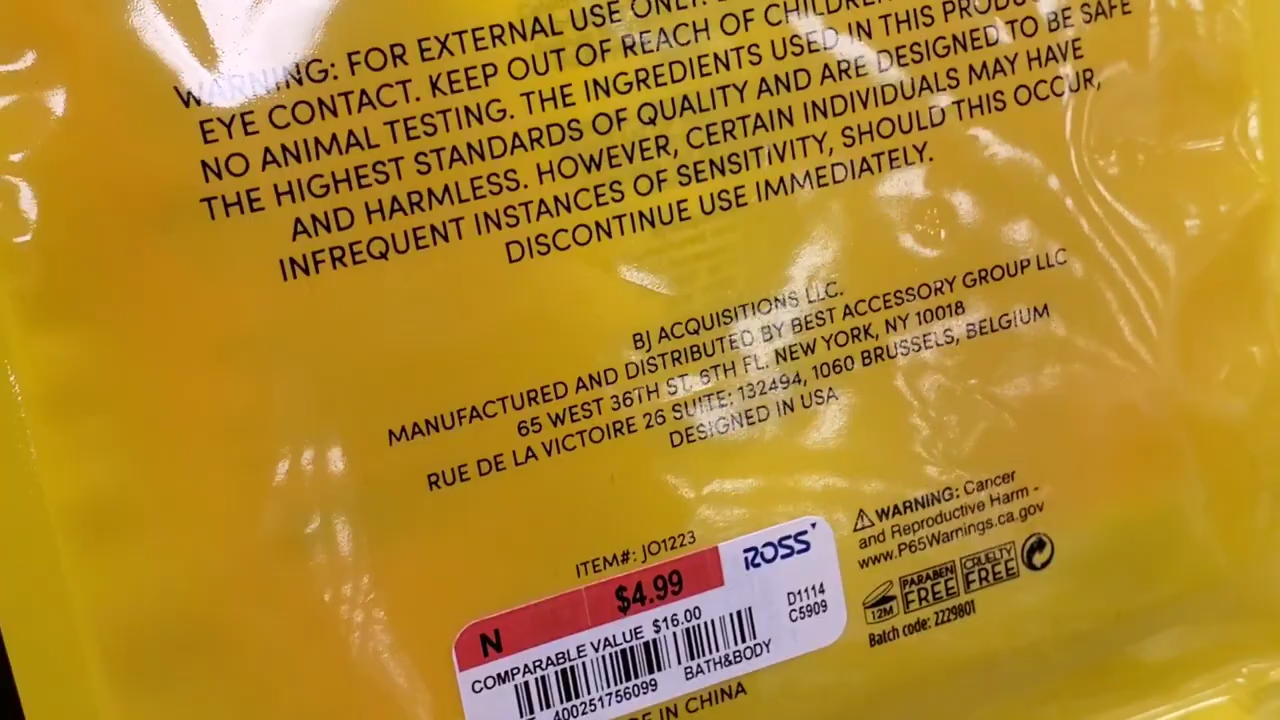 WARNING: FOR EXTERNAL USE ONLY.
EYE CONTACT. KEEP OUT OF REACH OF
NO ANIMAL TESTING. THE INGREDIENTS USED IN THIS
THE HIGHEST STANDARDS OF QUALITY AND ARE DESIGNED TO BE SAFE
AND HARMLESS. HOWEVER, CERTAIN INDIVIDUALS MAY HAVE
INFREQUENT INSTANCES OF SENSITIVITY, SHOULD THIS OCCUR,
DISCONTINUE USE IMMEDIATELY.
BJ ACQUISITIONS LLC.
MANUFACTURED AND DISTRIBUTED BY BEST ACCESSORY GROUP LLC
65 WEST 36TH ST. 6TH FL. NEW YORK, NY 10018
RUE DE LA VICTOIRE 26 SUITE: 132494, 1060 BRUSSELS, BELGIUM
DESIGNED IN USA
ITEM#: JO1223
⚠WARNING: Cancer
and Reproductive Harm -
www.P65Warnings.ca.gov
12M
PARABEN
FREE
CRUELTY
FREE
Batch code: 2229801
ROSS
N $4.99
COMPARABLE VALUE $16.00
D1114
C5909
400251756099
BATH&BODY
IN CHINA